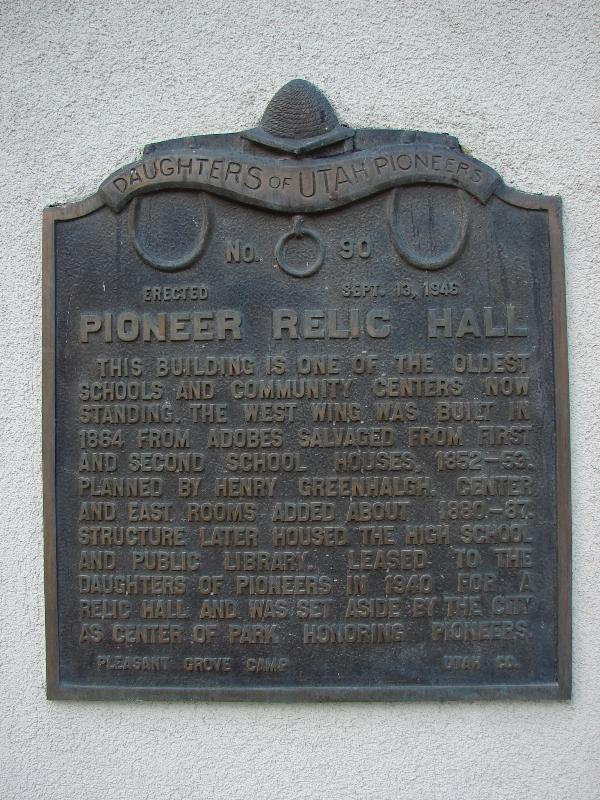 DAUGHTERS OF UTAH PIONEERS
No. 90
ERECTED SEPT. 13, 1946
PIONEER RELIC HALL
THIS BUILDING IS ONE OF THE OLDEST
SCHOOLS AND COMMUNITY CENTERS NOW
STANDING. THE WEST WING WAS BUILT IN
1864 FROM ADOBES SALVAGED FROM FIRST
AND SECOND SCHOOL HOUSES, 1852-53.
PLANNED BY HENRY GREENHALGH. CENTER
AND EAST ROOMS ADDED ABOUT 1880-87.
STRUCTURE LATER HOUSED THE HIGH SCHOOL
AND PUBLIC LIBRARY. LEASED TO THE
DAUGHTERS OF PIONEERS IN 1940 FOR A
RELIC HALL AND WAS SET ASIDE BY THE CITY
AS CENTER OF PARK HONORING PIONEERS.
PLEASANT GROVE CAMP UTAH CO.